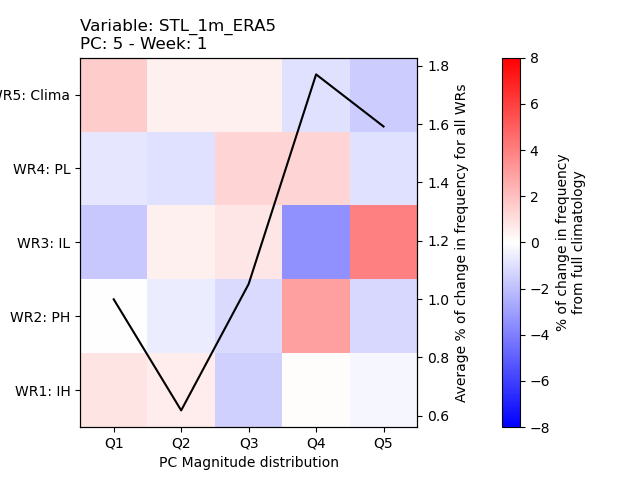 Variable: STL_1m_ERA5
PC: 5 - Week: 1
WR5: Clima
WR4: PL
WR3: IL
WR2: PH
WR1: IH
Q1 Q2 Q3 Q4 Q5
PC Magnitude distribution
1.8
1.6
1.4
1.2
1.0
0.8
0.6
Average % of change in frequency for all WRs
8
6
4
2
0
−2
−4
−6
−8
% of change in frequency
from full climatology